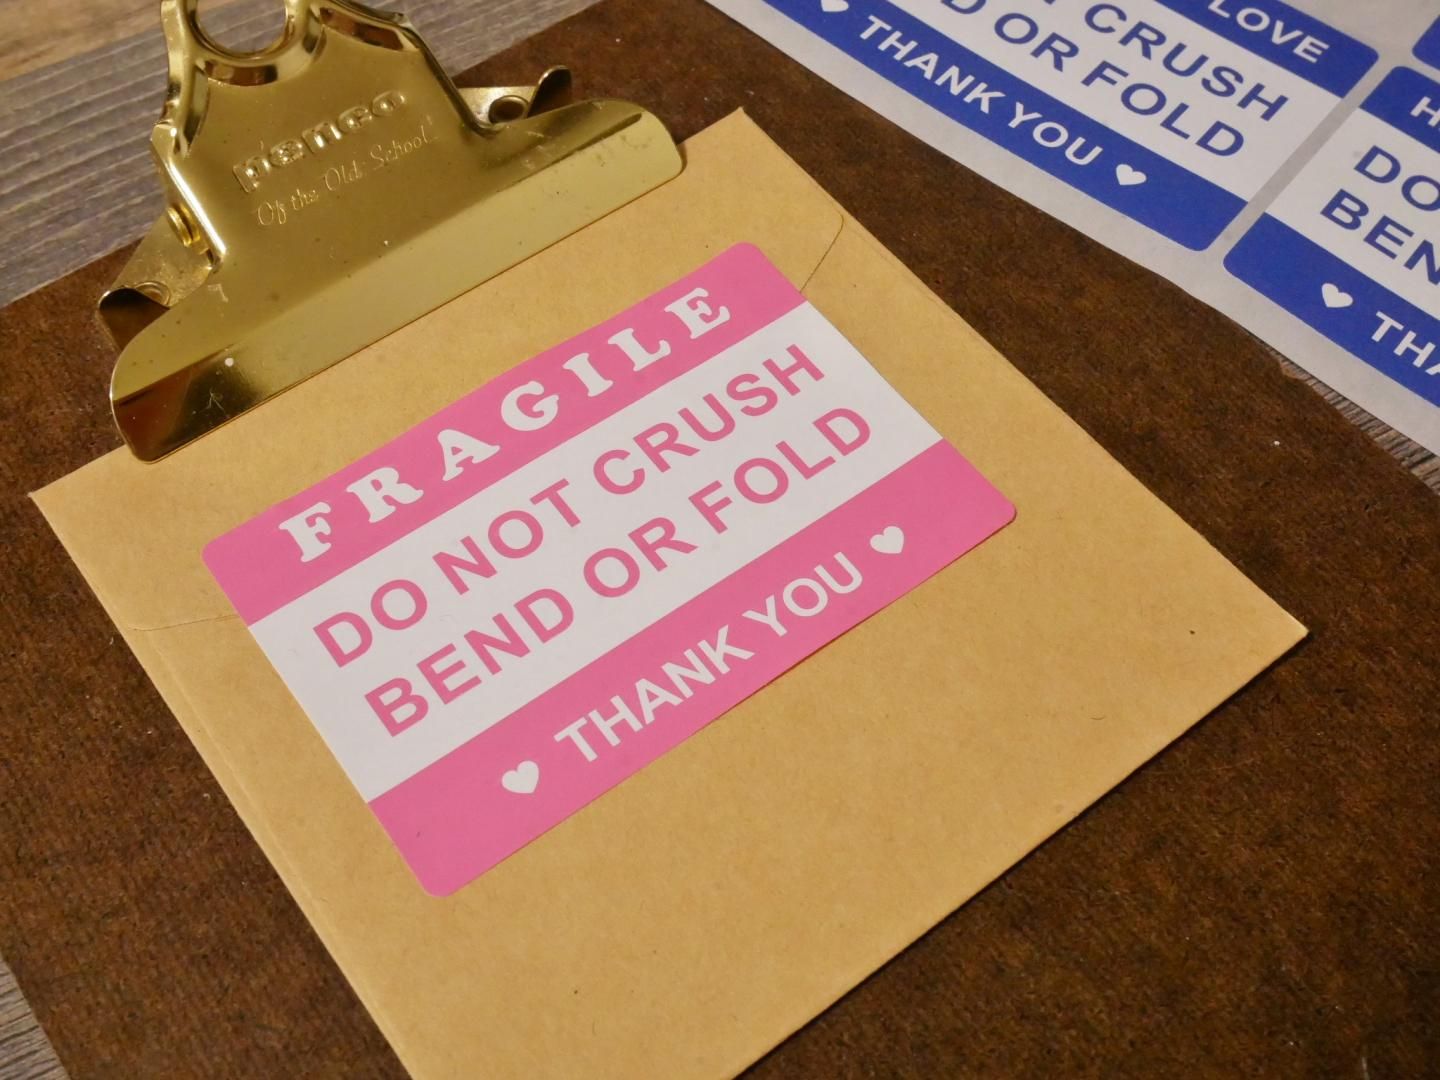 penco
Of the Old School
FRAGILE
DO NOT CRUSH
BEND OR FOLD
♥ THANK YOU ♥
LOVE
CRUSH
D OR FOLD
♥ THANK YOU ♥
H
DO
BEN
♥ THA